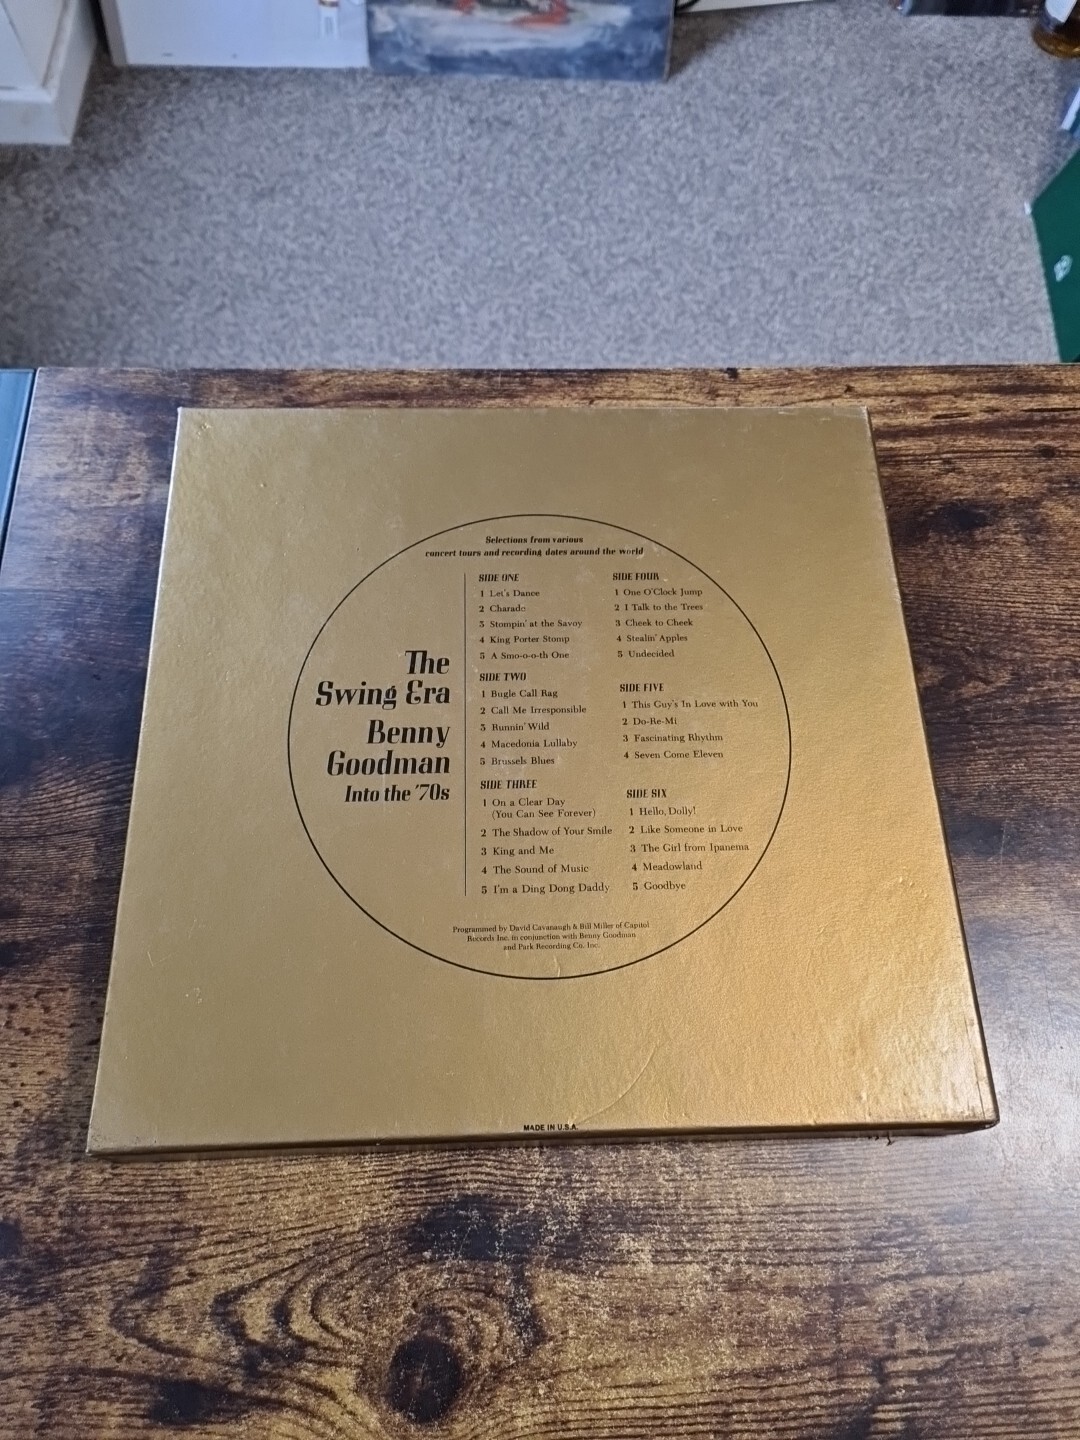 Selections from various
concert tours and recording dates around the world
The
Swing Era
Benny
Goodman
Into the '70s
SIDE ONE
1 Let's Dance
2 Charade
3 Stompin' at the Savoy
4 King Porter Stomp
5 A Smo-o-o-th One
SIDE TWO
1 Bugle Call Rag
2 Call Me Irresponsible
3 Runnin' Wild
4 Macedonia Lullaby
5 Brussels Blues
SIDE THREE
1 On a Clear Day
(You Can See Forever)
2 The Shadow of Your Smile
3 King and Me
4 The Sound of Music
5 I'm a Ding Dong Daddy
SIDE FOUR
1 One O'Clock Jump
2 I Talk to the Trees
3 Cheek to Cheek
4 Stealin' Apples
5 Undecided
SIDE FIVE
1 This Guy's In Love with You
2 Do-Re-Mi
3 Fascinating Rhythm
4 Seven Come Eleven
SIDE SIX
1 Hello, Dolly!
2 Like Someone in Love
3 The Girl from Ipanema
4 Meadowland
5 Goodbye
Programmed by David Cavanaugh & Bill Miller of Capitol
Records Inc. in conjunction with Benny Goodman
and Park Recording Co. Inc.
MADE IN U.S.A.